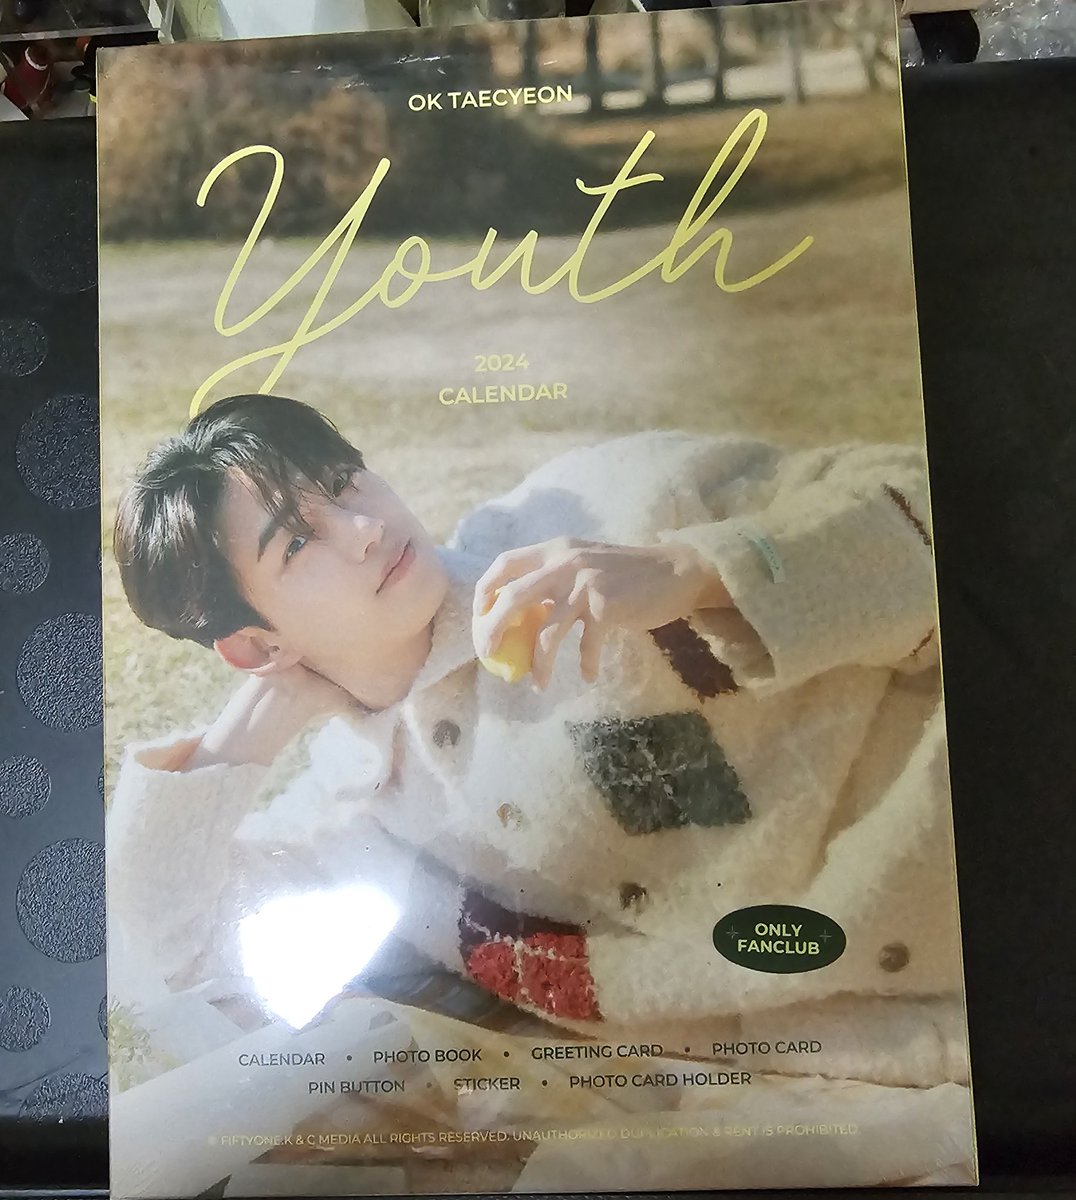 OK TAECYEON
Youth
2024
CALENDAR
ONLY
FANCLUB
CALENDAR • PHOTO BOOK • GREETING CARD • PHOTO CARD
PIN BUTTON • STICKER • PHOTO CARD HOLDER
© FIFTYONE.K & C MEDIA ALL RIGHTS RESERVED. UNAUTHORIZED DUPLICATION & RENT IS PROHIBITED.